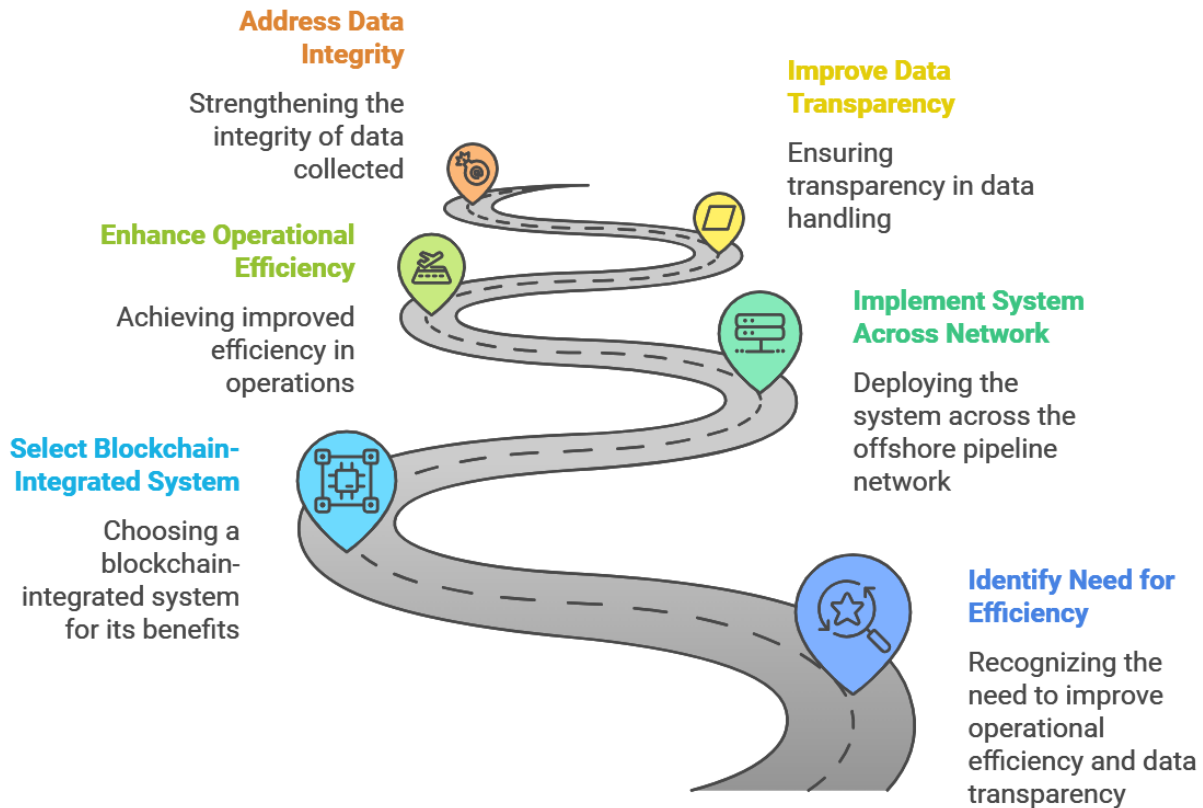 Address Data
Integrity
Strengthening the
integrity of data
collected
Improve Data
Transparency
Ensuring
transparency in data
handling
Enhance Operational
Efficiency
Achieving improved
efficiency in
operations
Implement System
Across Network
Deploying the
system across the
offshore pipeline
network
Select Blockchain-
Integrated System
Choosing a
blockchain-
integrated system
for its benefits
Identify Need for
Efficiency
Recognizing the
need to improve
operational
efficiency and data
transparency